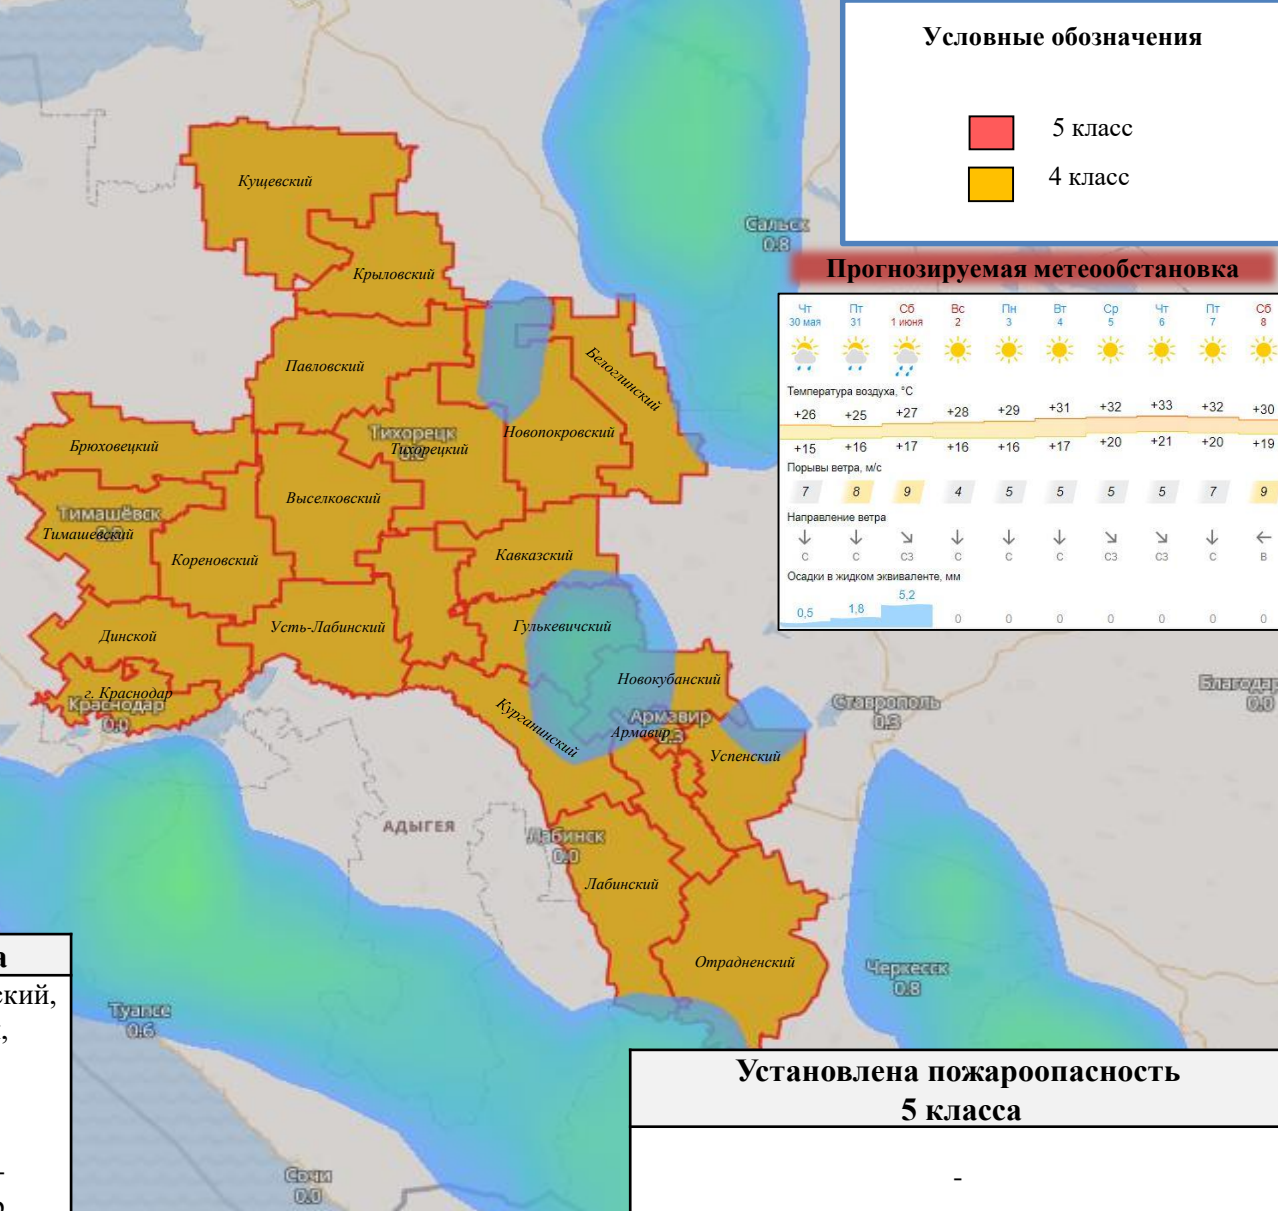 Условные обозначения
5 класс
4 класс
Сальск
0.8
Прогнозируемая метеообстановка
Чт Пт Сб Вс Пн Вт Ср Чт Пт Сб
30 мая 31 1 июня 2 3 4 5 6 7 8
Температура воздуха, °C
+26 +25 +27 +28 +29 +31 +32 +33 +32 +30
+15 +16 +17 +16 +16 +17 +20 +21 +20 +19
Порывы ветра, м/с
7 8 9 4 5 5 5 5 7 9
Направление ветра
С С СЗ С С С СЗ СЗ С В
Осадки в жидком эквиваленте, мм
0,5 1,8 5,2 0 0 0 0 0 0 0
Кущевский
Крыловский
Павловский
Белоглинский
Тихорецк
Тихорецкий
Новопокровский
Брюховецкий
Выселковский
Тимашёвск
Тимашевский
Кореновский
Кавказский
Динской
Усть-Лабинский
Гулькевичский
г. Краснодар
Краснодар
0.0
Новокубанский
Курганинский
Армавир
Армавир
Успенский
Ставрополь
0.3
0.0
АДЫГЕЯ
Лабинск
0.0
Лабинский
Отрадненский
Черкесск
0.8
Туапсе
0.6
Сочи
0.0
а
ский,
,
-
Установлена пожароопасность
5 класса
-